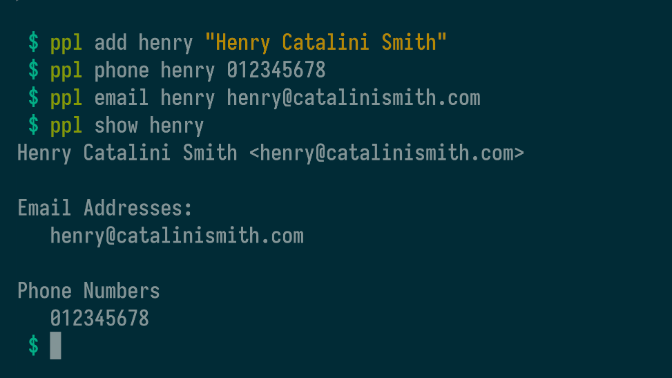 $ ppl add henry "Henry Catalini Smith"
$ ppl phone henry 012345678
$ ppl email henry henry@catalinismith.com
$ ppl show henry
Henry Catalini Smith <henry@catalinismith.com>
Email Addresses:
henry@catalinismith.com
Phone Numbers
012345678
$